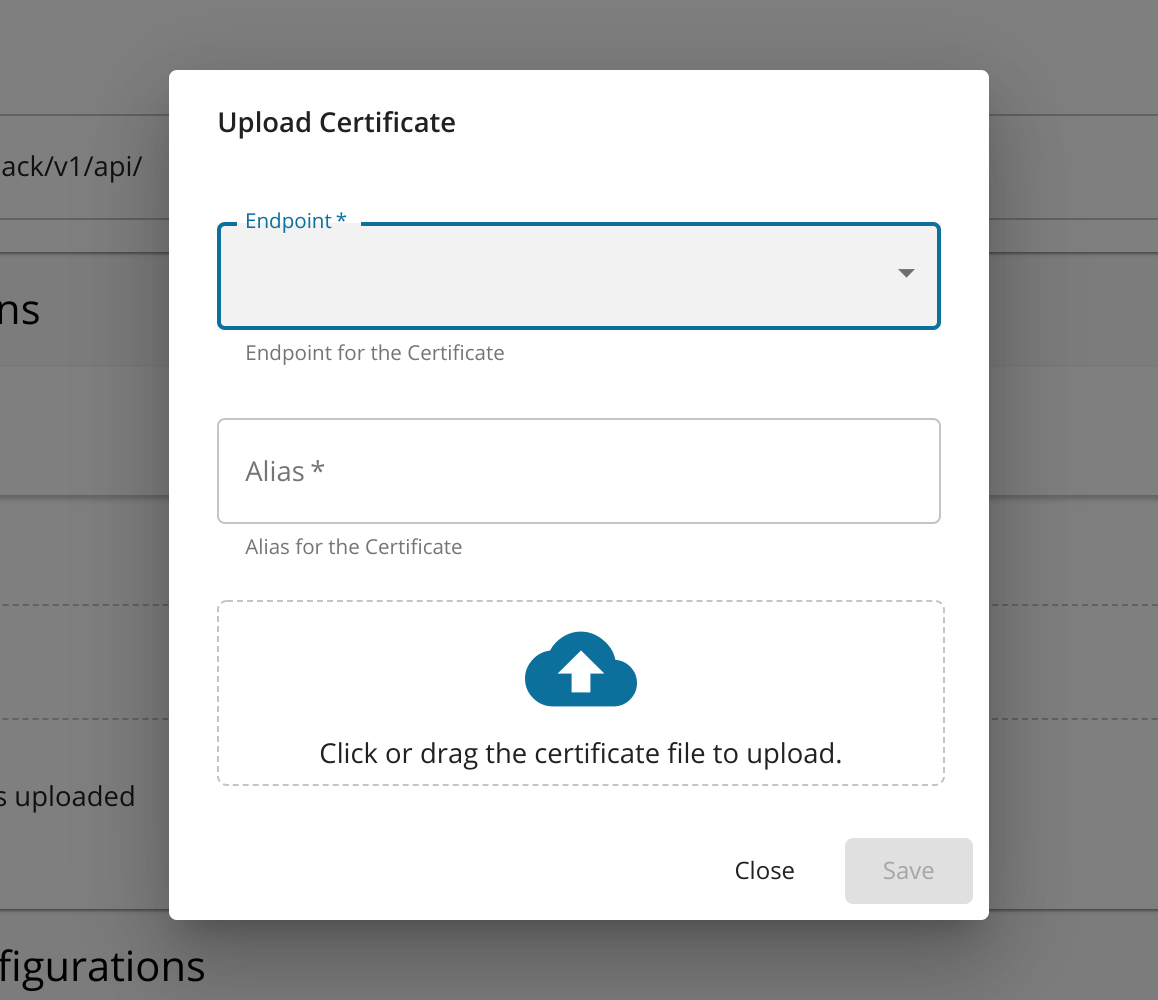 Upload Certificate
ack/v1/api/
Endpoint *
ns
Endpoint for the Certificate
Alias *
Alias for the Certificate
Click or drag the certificate file to upload.
s uploaded
Close
Save
figurations